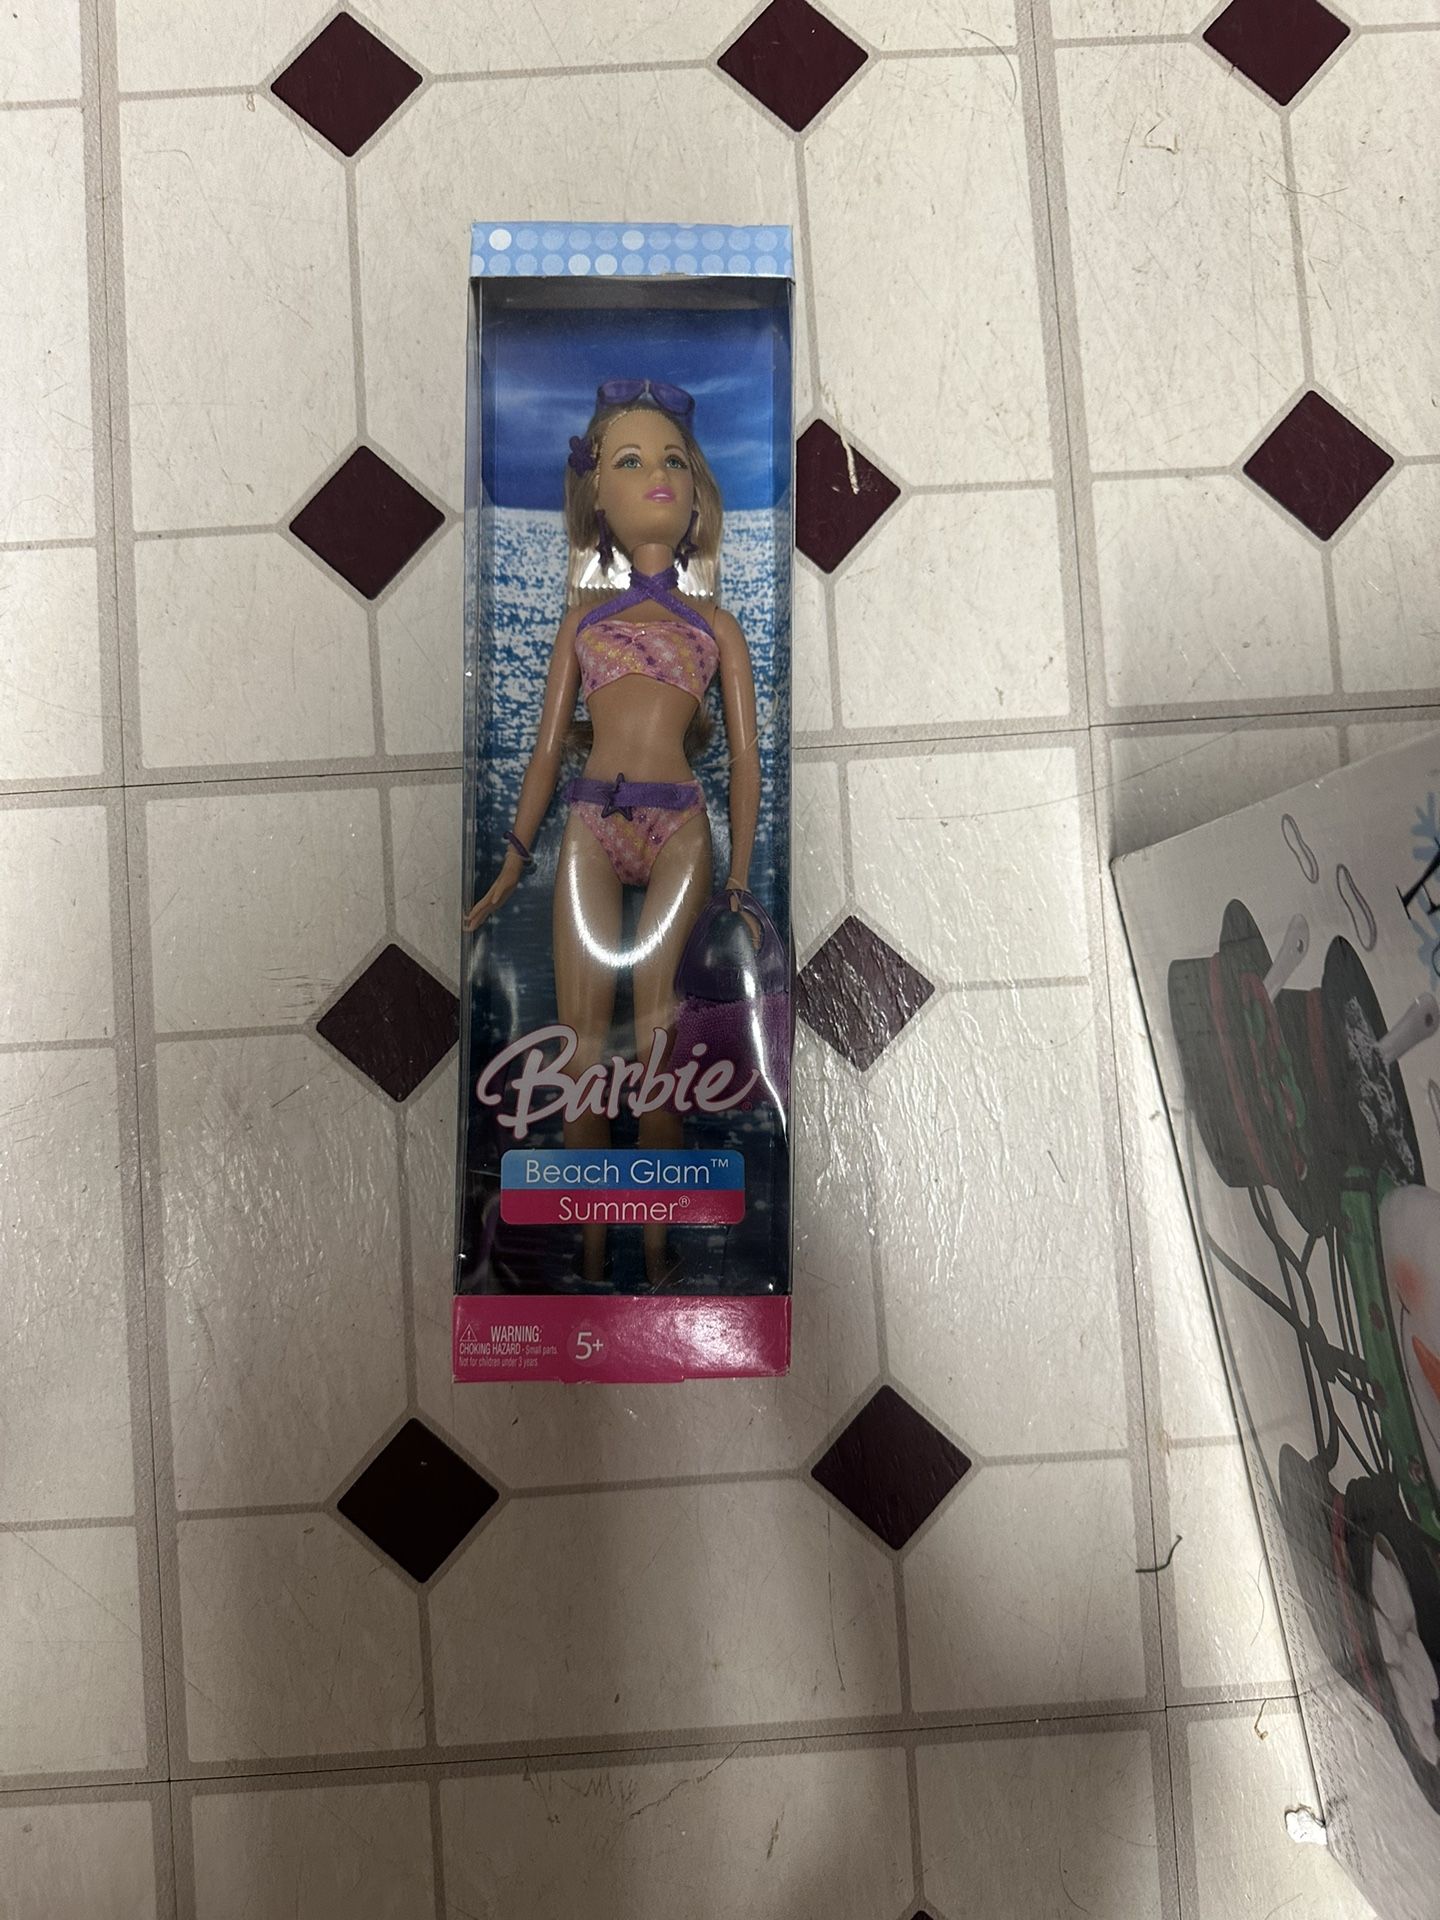 Barbie®
Beach Glam™
Summer®
WARNING:
CHOKING HAZARD - Small parts
Not for children under 3 years
5+